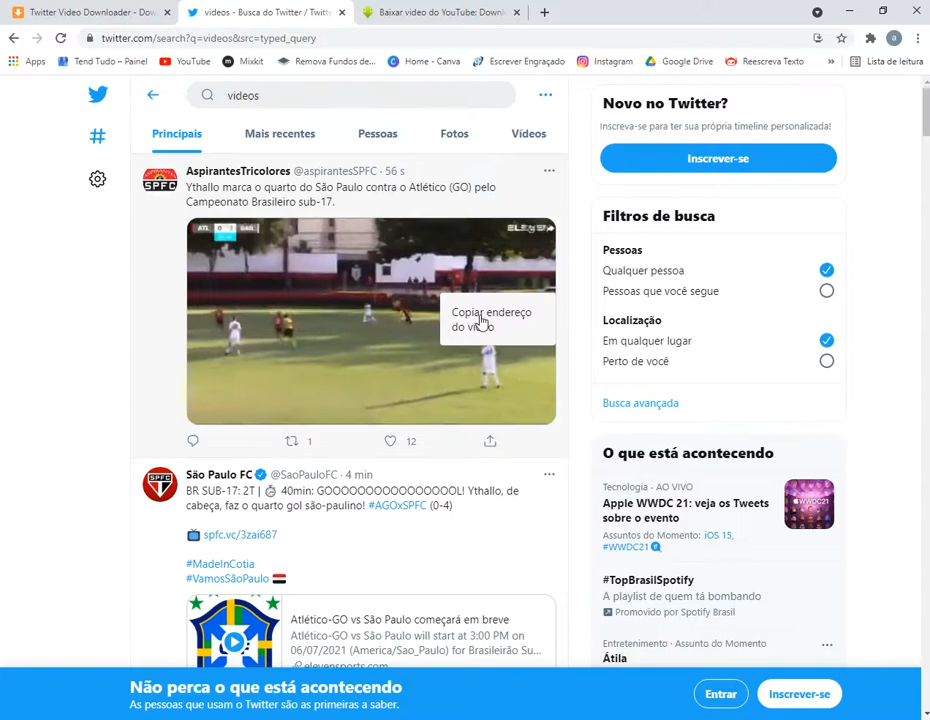 Twitter Video Downloader - Down
videos - Busca do Twitter / Twitte
Baixar video do YouTube: Downl
twitter.com/search?q=videos&src=typed_query
a
Apps
Tend Tudo – Painel
YouTube
Mixkit
Remova Fundos de...
Home - Canva
Escrever Engraçado
Instagram
Google Drive
Reescreva Texto
»
Lista de leitura
videos
Principais
Mais recentes
Pessoas
Fotos
Vídeos
AspirantesTricolores @aspirantesSPFC · 56 s
Ythallo marca o quarto do São Paulo contra o Atlético (GO) pelo
Campeonato Brasileiro sub-17.
SPFC
Copiar endereço
do vídeo
1
12
São Paulo FC @SaoPauloFC · 4 min
BR SUB-17: 2T | ⏱ 40min: GOOOOOOOOOOOOOOOOL! Ythallo, de
cabeça, faz o quarto gol são-paulino! #AGOxSPFC (0-4)
📺 spfc.vc/3zai687
#MadeInCotia
#VamosSãoPaulo
Atlético-GO vs São Paulo começará em breve
Atlético-GO vs São Paulo will start at 3:00 PM on
06/07/2021 (America/Sao_Paulo) for Brasileirão Su...
elevensports.com
Novo no Twitter?
Inscreva-se para ter sua própria timeline personalizada!
Inscrever-se
Filtros de busca
Pessoas
Qualquer pessoa
Pessoas que você segue
Localização
Em qualquer lugar
Perto de você
Busca avançada
O que está acontecendo
Tecnologia · AO VIVO
Apple WWDC 21: veja os Tweets
sobre o evento
Assuntos do Momento: iOS 15,
#WWDC21
#TopBrasilSpotify
A playlist de quem tá bombando
Promovido por Spotify Brasil
Entretenimento · Assunto do Momento
Átila
Não perca o que está acontecendo
As pessoas que usam o Twitter são as primeiras a saber.
Entrar
Inscrever-se